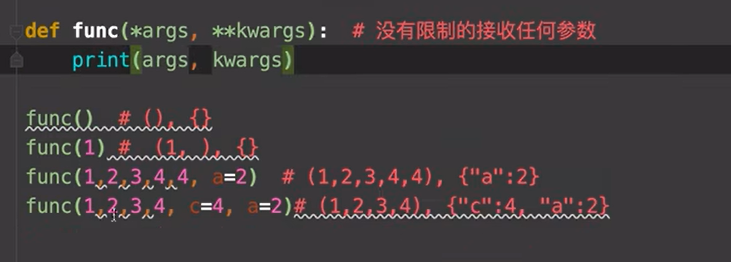 def func(*args, **kwargs):  # 没有限制的接收任何参数
    print(args, kwargs)
func()  # (), {}
func(1) #  (1, ), {}
func(1,2,3,4,4, a=2)  # (1,2,3,4,4), {"a":2}
func(1,2,3,4, c=4, a=2)# (1,2,3,4), {"c":4, "a":2}